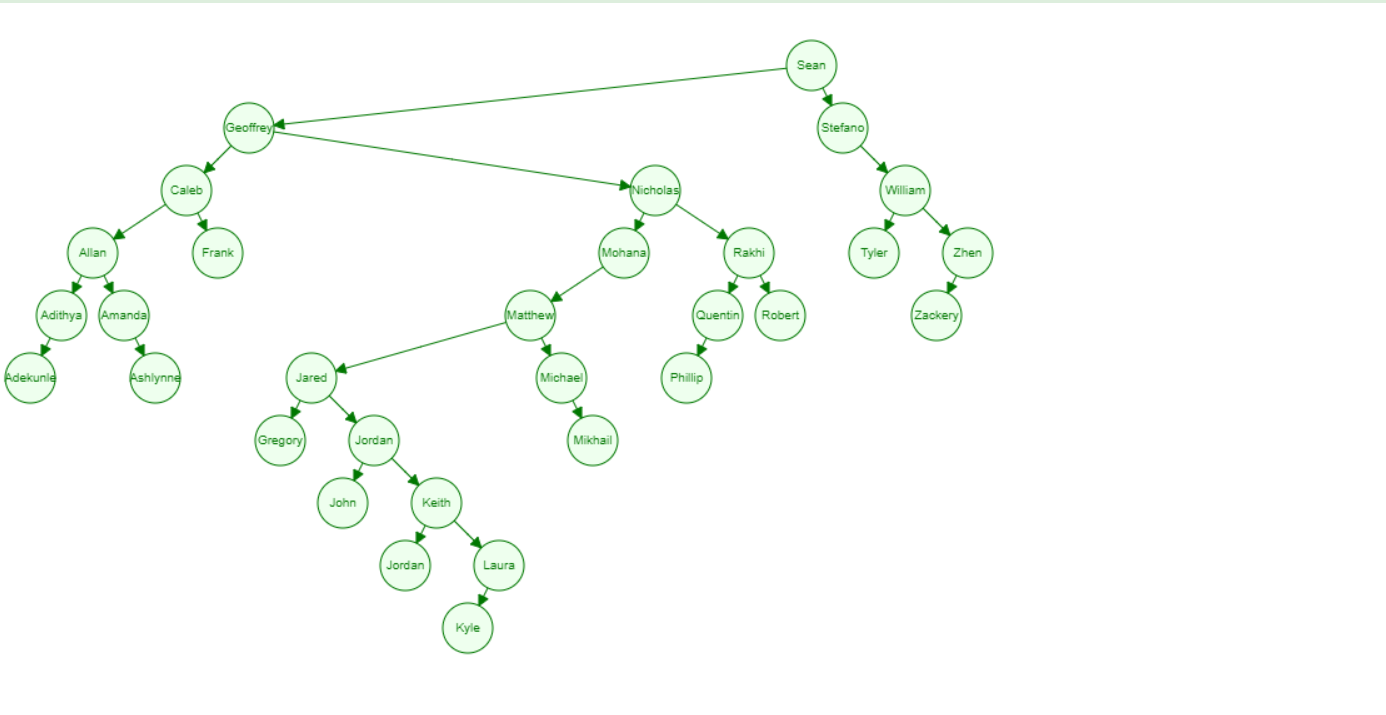 Sean
Geoffrey
Stefano
Caleb
Nicholas
William
Allan
Frank
Mohana
Rakhi
Tyler
Zhen
Adithya
Amanda
Matthew
Quentin
Robert
Zackery
Adekunle
Ashlynne
Jared
Michael
Phillip
Gregory
Jordan
Mikhail
John
Keith
Jordan
Laura
Kyle